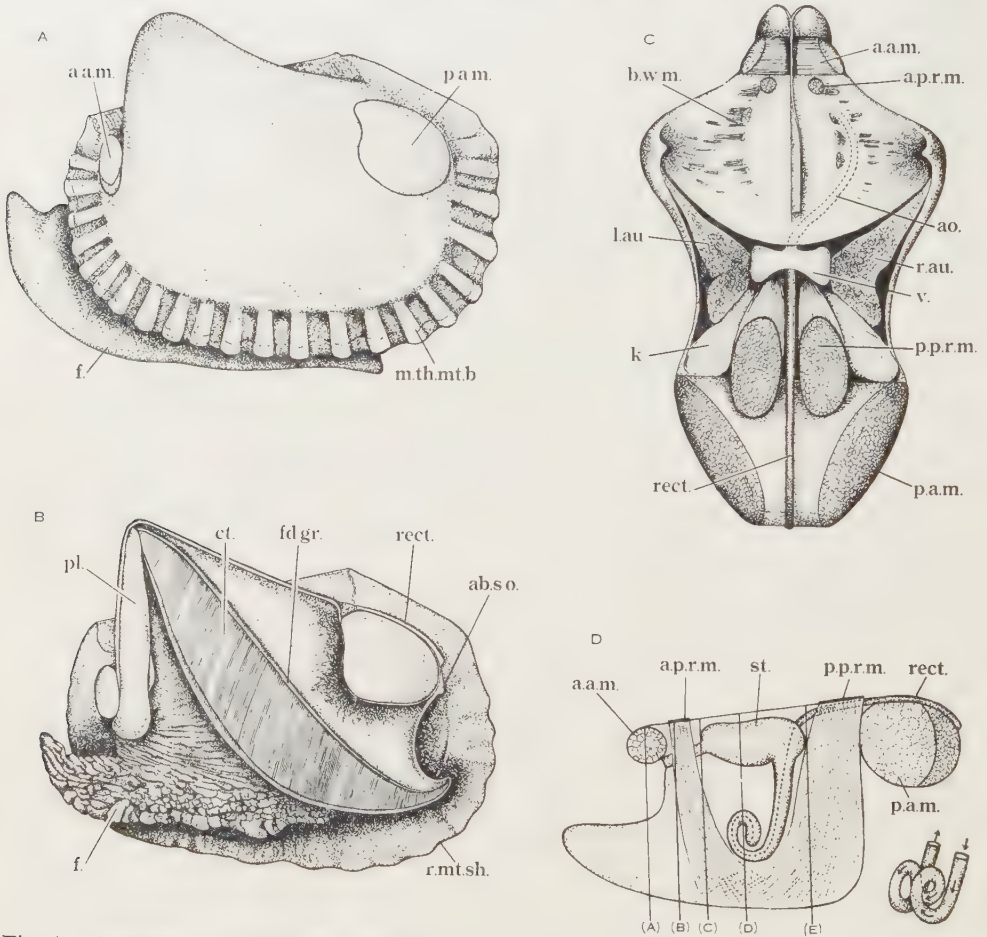 A
a a.m.
p a m.
f.
m.th.mt.b
C
a.a.m.
b.w m.
a.p.r.m.
l.au
ao.
r.au.
v.
k
p.p.r.m.
rect.
p.a.m.
B
pl.
ct.
fd gr.
rect.
ab.s o.
f.
r.mt.sh.
D
a.a.m.
a.p.r.m.
st.
p.p.r.m.
rect.
p.a.m.
(A) (B) (C) (D) (E)